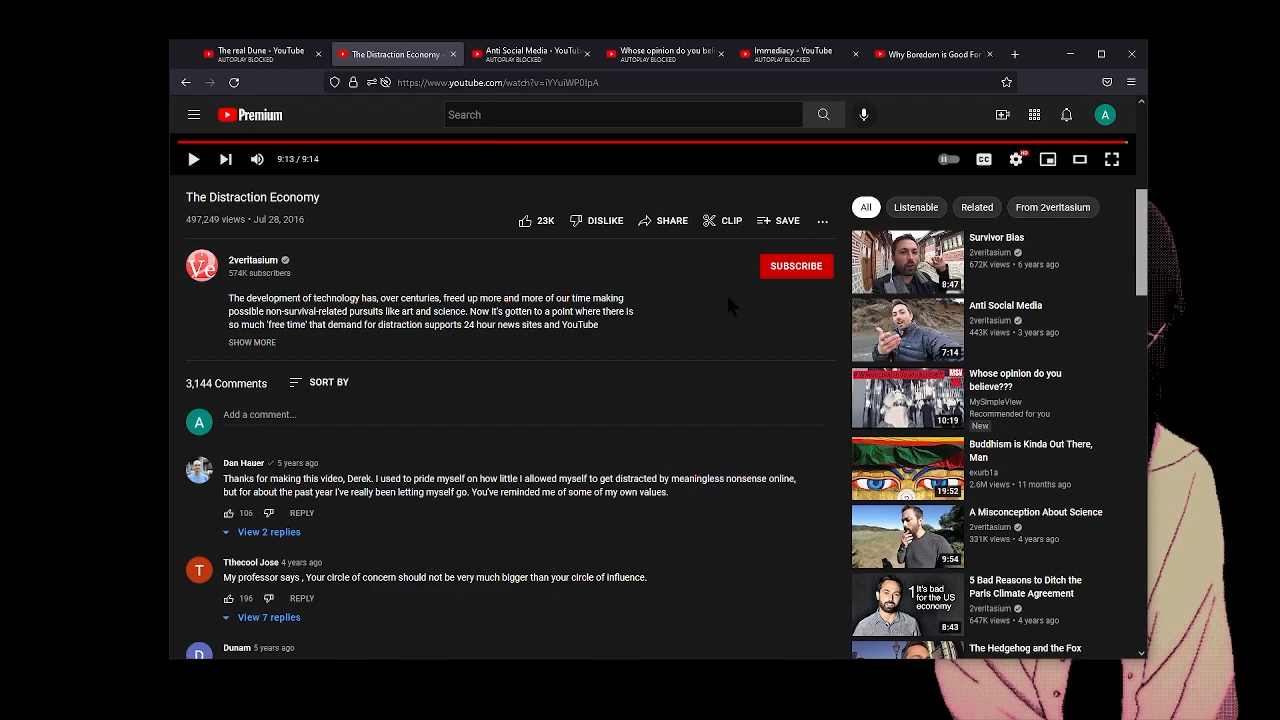 The real Dune - YouTube
AUTOPLAY BLOCKED
The Distraction Economy -
Anti Social Media - YouTub
AUTOPLAY BLOCKED
Whose opinion do you beli
AUTOPLAY BLOCKED
Immediacy - YouTube
AUTOPLAY BLOCKED
Why Boredom is Good For
AUTOPLAY BLOCKED
https://www.youtube.com/watch?v=iYYuiWP0IpA
Premium
Search
A
9:13 / 9:14
CC
HD
The Distraction Economy
497,249 views • Jul 28, 2016
23K
DISLIKE
SHARE
CLIP
SAVE
Ve
2veritasium
574K subscribers
SUBSCRIBE
The development of technology has, over centuries, freed up more and more of our time making
possible non-survival-related pursuits like art and science. Now it's gotten to a point where there is
so much 'free time' that demand for distraction supports 24 hour news sites and YouTube
SHOW MORE
3,144 Comments
SORT BY
A
Add a comment...
Dan Hauer 5 years ago
Thanks for making this video, Derek. I used to pride myself on how little I allowed myself to get distracted by meaningless nonsense online,
but for about the past year I've really been letting myself go. You've reminded me of some of my own values.
106
REPLY
View 2 replies
T
Tthecool Jose 4 years ago
My professor says , Your circle of concern should not be very much bigger than your circle of Influence.
196
REPLY
View 7 replies
D
Dunam 5 years ago
All
Listenable
Related
From 2veritasium
8:47
Survivor Bias
2veritasium
672K views • 6 years ago
7:14
Anti Social Media
2veritasium
443K views • 3 years ago
10:19
Whose opinion do you
believe???
MySimpleView
Recommended for you
New
19:52
Buddhism is Kinda Out There,
Man
exurb1a
2.6M views • 11 months ago
9:54
A Misconception About Science
2veritasium
331K views • 4 years ago
1 It's bad
for the US
economy
8:43
5 Bad Reasons to Ditch the
Paris Climate Agreement
2veritasium
647K views • 4 years ago
The Hedgehog and the Fox